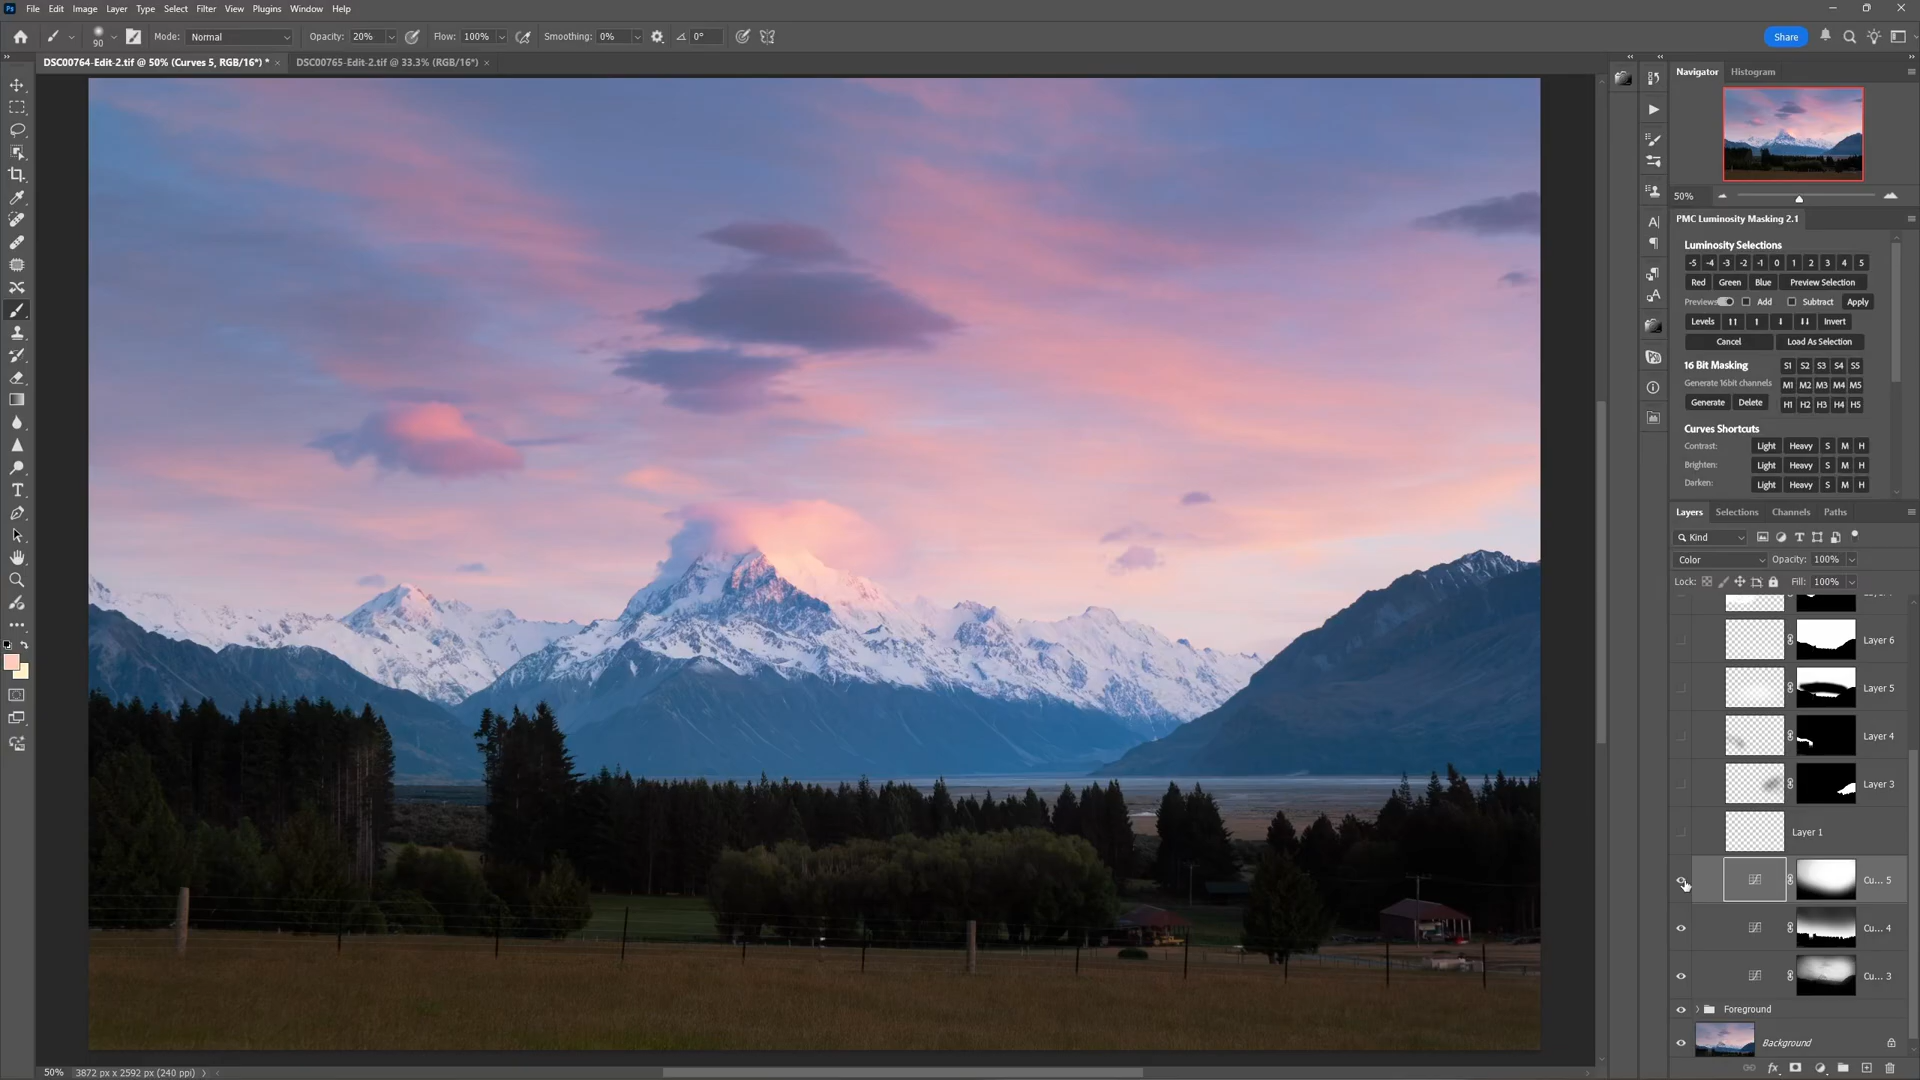 Ps File Edit Image Layer Type Select Filter View Plugins Window Help
90 Mode: Normal Opacity: 20% Flow: 100% Smoothing: 0% 0° Share
DSC00764-Edit-2.tif @ 50% (Curves 5, RGB/16*) * × DSC00765-Edit-2.tif @ 33.3% (RGB/16*) ×
Navigator Histogram
50%
PMC Luminosity Masking 2.1
Luminosity Selections
-5 -4 -3 -2 -1 0 1 2 3 4 5
Red Green Blue Preview Selection
Previews Add Subtract Apply
Levels Invert
Cancel Load As Selection
16 Bit Masking S1 S2 S3 S4 S5
Generate 16bit channels M1 M2 M3 M4 M5
Generate Delete H1 H2 H3 H4 H5
Curves Shortcuts
Contrast: Light Heavy S M H
Brighten: Light Heavy S M H
Darken: Light Heavy S M H
Layers Selections Channels Paths
Kind
Color Opacity: 100%
Lock: Fill: 100%
Layer 6
Layer 5
Layer 4
Layer 3
Layer 1
Cu... 5
Cu... 4
Cu... 3
Foreground
Background
50% 3872 px x 2592 px (240 ppi)